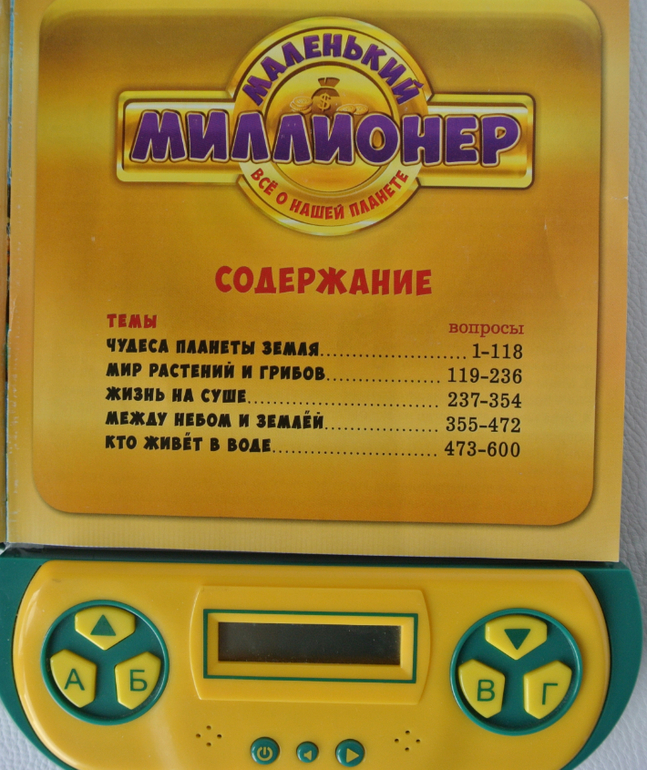 МАЛЕНЬКИЙ
МИЛЛИОНЕР
ВСЁ О НАШЕЙ ПЛАНЕТЕ
СОДЕРЖАНИЕ
ТЕМЫ вопросы
ЧУДЕСА ПЛАНЕТЫ ЗЕМЛЯ 1-118
МИР РАСТЕНИЙ И ГРИБОВ 119-236
ЖИЗНЬ НА СУШЕ 237-354
МЕЖДУ НЕБОМ И ЗЕМЛЁЙ 355-472
КТО ЖИВЁТ В ВОДЕ 473-600
А Б В Г